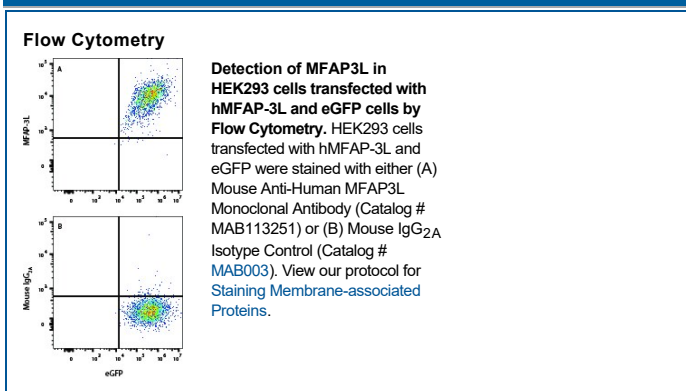 Flow Cytometry
A
MFAP-3L
B
Mouse IgG2A
eGFP
Detection of MFAP3L in
HEK293 cells transfected with
hMFAP-3L and eGFP cells by
Flow Cytometry. HEK293 cells
transfected with hMFAP-3L and
eGFP were stained with either (A)
Mouse Anti-Human MFAP3L
Monoclonal Antibody (Catalog #
MAB113251) or (B) Mouse IgG2A
Isotype Control (Catalog #
MAB003). View our protocol for
Staining Membrane-associated
Proteins.